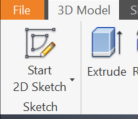 File 3D Model S
Start
2D Sketch
Extrude R
Sketch